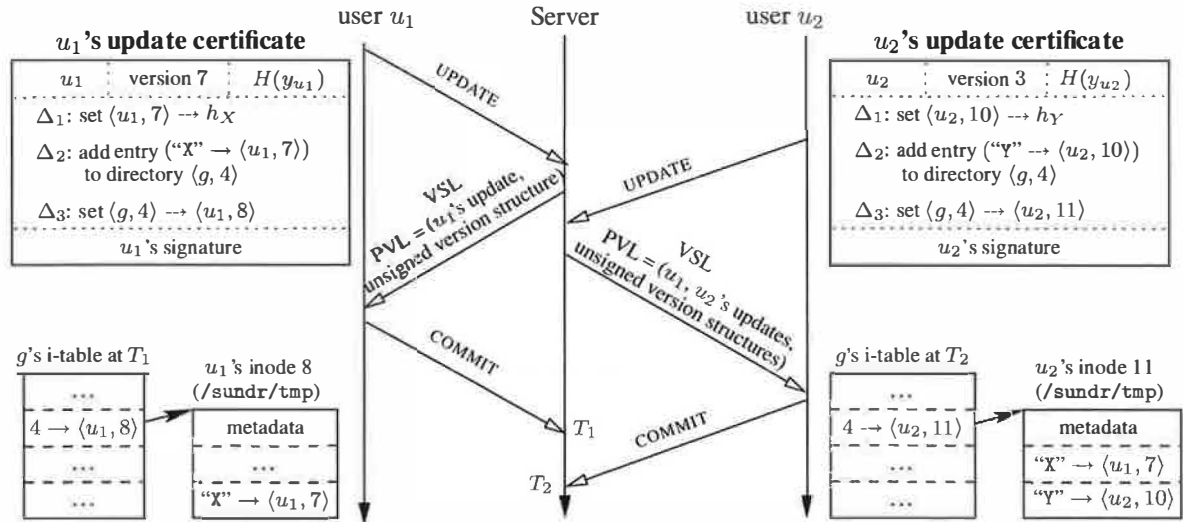 user u₁
Server
user u₂
u₁'s update certificate
u₁ version 7 H(y_{u₁})
Δ₁: set ⟨u₁, 7⟩ → h_X
Δ₂: add entry ("X" → ⟨u₁, 7⟩)
to directory ⟨g, 4⟩
Δ₃: set ⟨g, 4⟩ → ⟨u₁, 8⟩
u₁'s signature
UPDATE
VSL
PVL = (u₁'s update,
unsigned version structure)
COMMIT
T₁
UPDATE
VSL
PVL = (u₁, u₂'s updates,
unsigned version structures)
COMMIT
T₂
u₂'s update certificate
u₂ version 3 H(y_{u₂})
Δ₁: set ⟨u₂, 10⟩ → h_Y
Δ₂: add entry ("Y" → ⟨u₂, 10⟩)
to directory ⟨g, 4⟩
Δ₃: set ⟨g, 4⟩ → ⟨u₂, 11⟩
u₂'s signature
g's i-table at T₁
...
4 → ⟨u₁, 8⟩
...
...
u₁'s inode 8
(/sundr/tmp)
metadata
...
"X" → ⟨u₁, 7⟩
g's i-table at T₂
...
4 → ⟨u₂, 11⟩
...
...
u₂'s inode 11
(/sundr/tmp)
metadata
"X" → ⟨u₁, 7⟩
"Y" → ⟨u₂, 10⟩